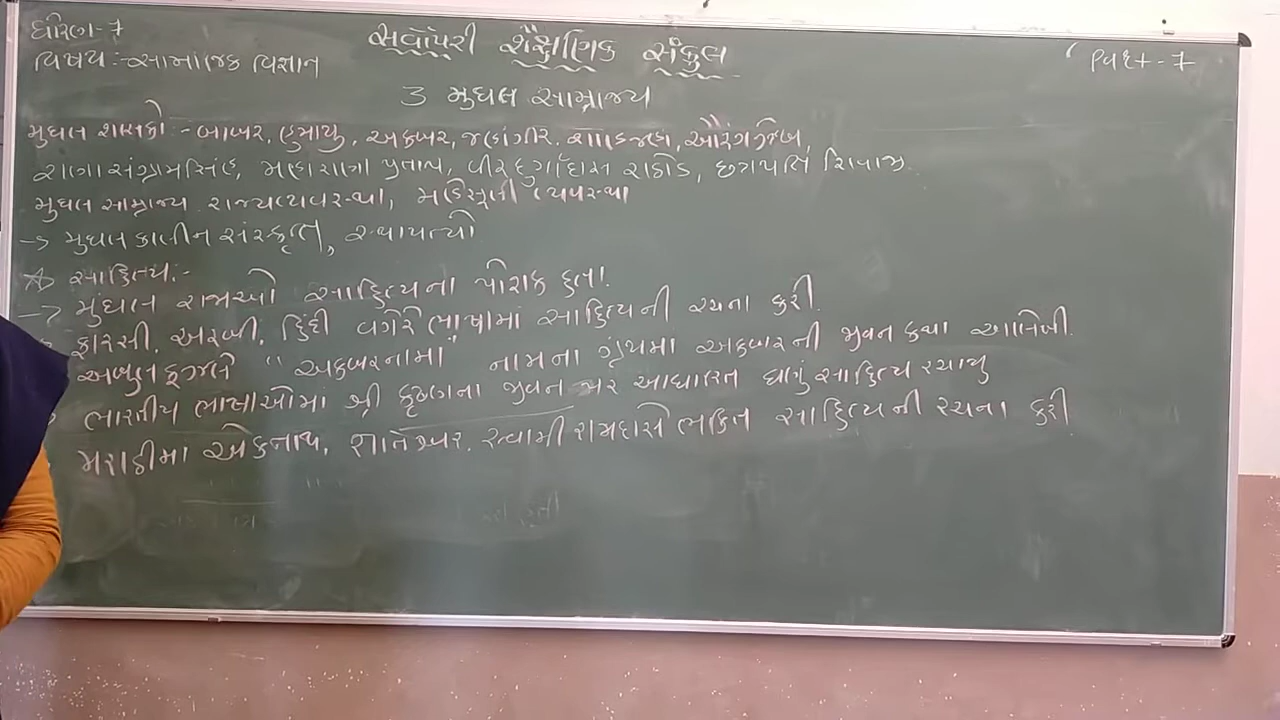 ધોરણ-7
સર્વોપરી શૈક્ષણિક સંકુલ
વિષય:-સામાજિક વિજ્ઞાન
Part-7
3 મુઘલ સામ્રાજ્ય
મુઘલ શાસકો:- બાબર, હુમાયુ, અકબર, જહાંગીર. શાહજહા, ઔરંગઝેબ,
રાણા સંગ્રામસિંહ, મહારાણા પ્રતાપ, વીર દુર્ગાદાસ રાઠોડ, છત્રપતિ શિવાજી.
મુઘલ સામ્રાજ્ય રાજ્યવ્યવસ્થા, મહેસૂલી વ્યવસ્થા
→ મુઘલ કાલીન સંસ્કૃતિ, સ્થાપત્યો
☆ સાહિત્ય:-
→ મુઘલ રાજાઓ સાહિત્યના પોશક હતા.
ફારસી. અરબી. હિંદી વગેરે ભાષામાં સાહિત્યની રચના કરી.
અબુલ ફઝલે "અકબરનામા" નામના ગ્રંથમા અકબરની જીવન કથા આલેખી.
ભારતીય ભાષાઓમાં શ્રી કૃષ્ણના જીવન પર આધારિત ઘણું સાહિત્ય રચાયુ
મરાઠીમા એકનાથ, જ્ઞાનેશ્વર. સ્વામી રામદાસે ભકિત સાહિત્યની રચના કરી